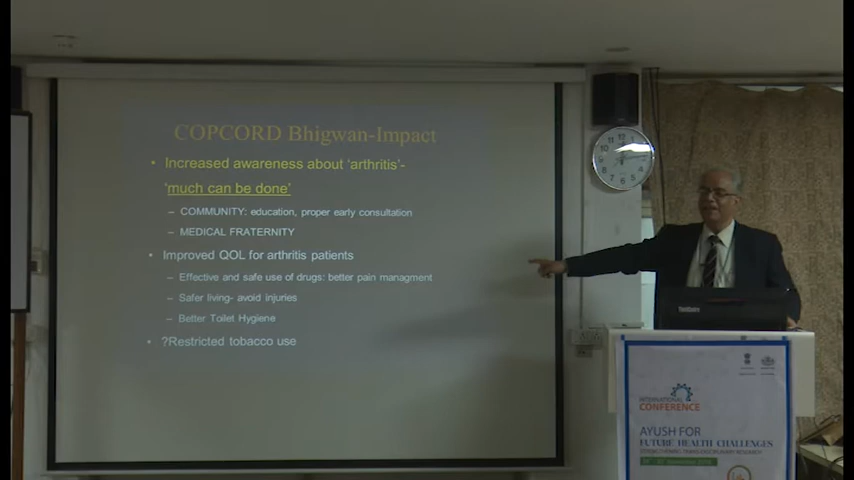 COPCORD Bhigwan-Impact
• Increased awareness about 'arthritis'-
'much can be done'
– COMMUNITY: education, proper early consultation
– MEDICAL FRATERNITY
• Improved QOL for arthritis patients
– Effective and safe use of drugs: better pain managment
– Safer living- avoid injuries
– Better Toilet Hygiene
• ?Restricted tobacco use
INTERNATIONAL
CONFERENCE
AYUSH FOR
FUTURE HEALTH CHALLENGES